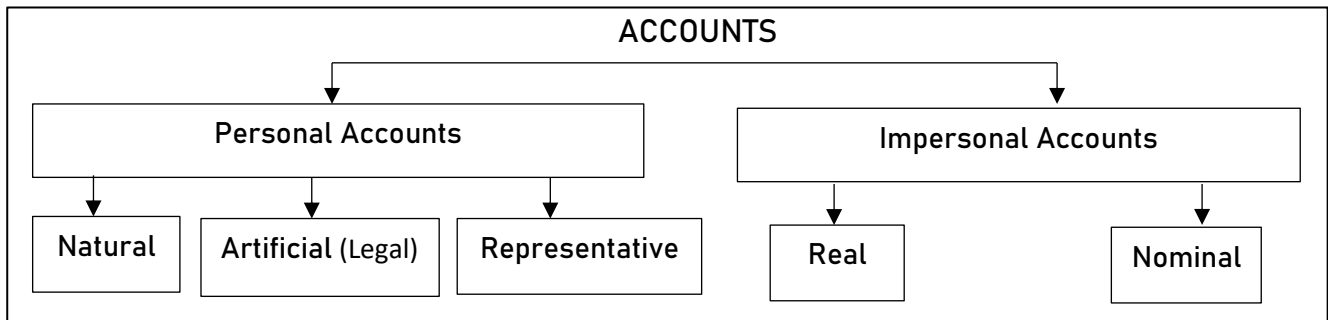 ACCOUNTS
Personal Accounts
Impersonal Accounts
Natural
Artificial (Legal)
Representative
Real
Nominal